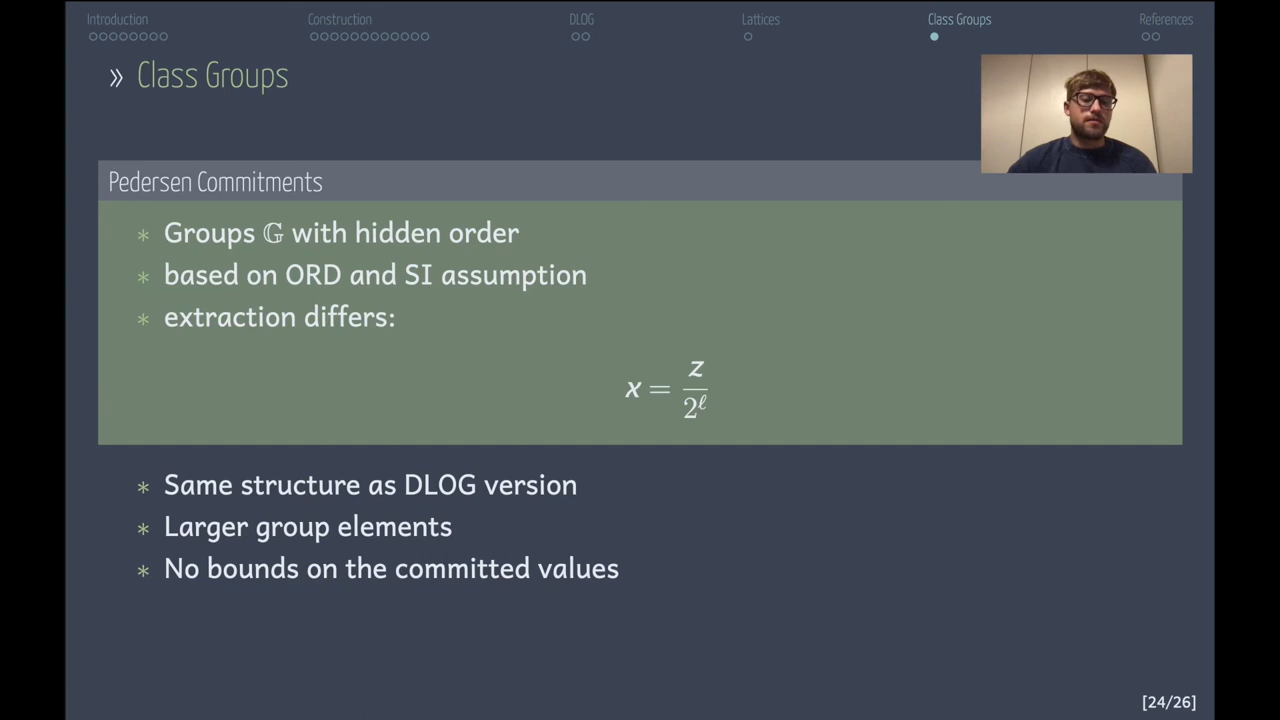 Introduction Construction DLOG Lattices Class Groups References
» Class Groups
Pedersen Commitments
* Groups 𝔾 with hidden order
* based on ORD and SI assumption
* extraction differs:
x = z / 2^ℓ
* Same structure as DLOG version
* Larger group elements
* No bounds on the committed values
[24/26]